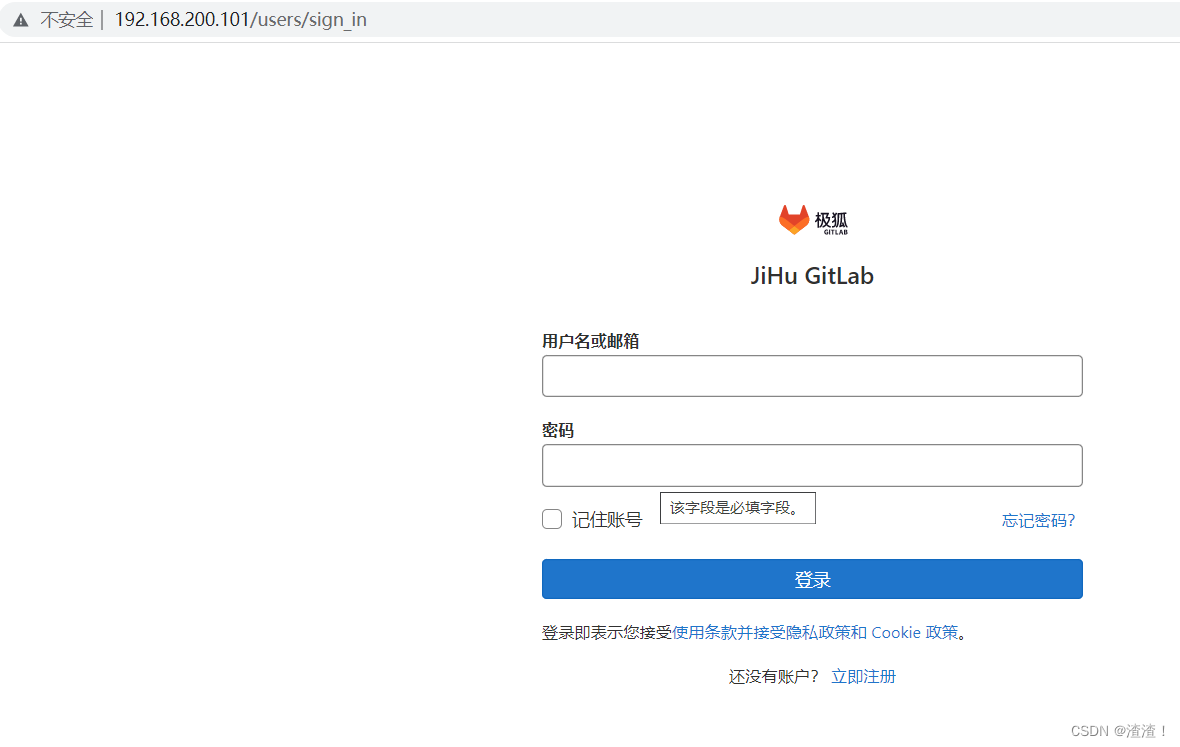 不安全 | 192.168.200.101/users/sign_in
极狐
GITLAB
JiHu GitLab
用户名或邮箱
密码
该字段是必填字段。
记住账号
忘记密码？
登录
登录即表示您接受使用条款并接受隐私政策和 Cookie 政策。
还没有账户？ 立即注册
CSDN @渣渣！